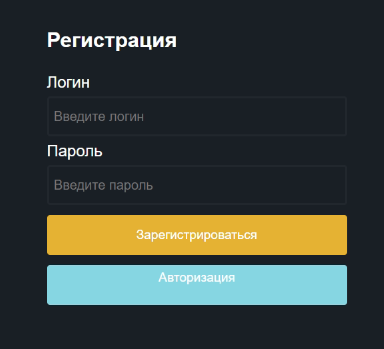 Регистрация
Логин
Введите логин
Пароль
Введите пароль
Зарегистрироваться
Авторизация